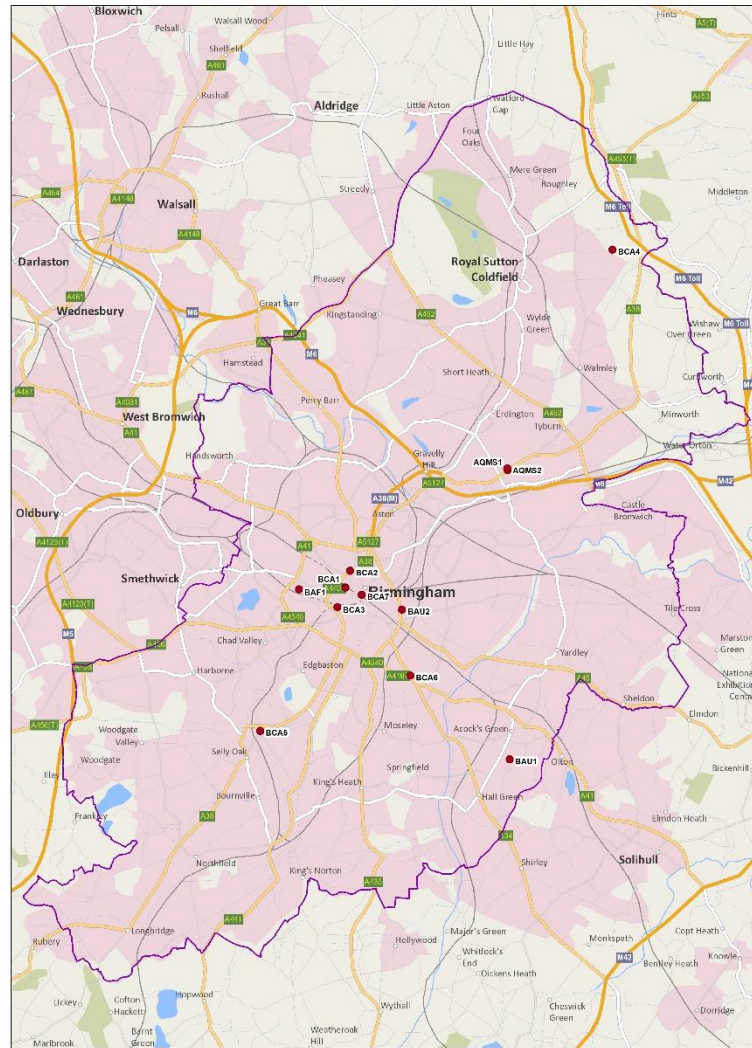 Bloxwich
Walsall Wood
Hints
A5(T)
Pelsall
Shelfield
Little Hay
A461
Rushall
A453
Aldridge
Little Aston
Watford
Gap
Four
Oaks
A453(T)
Mere Green
Roughley
Streetly
Middleton
A454
A4148
Walsall
M6 Toll
A4148
Darlaston
Royal Sutton
Coldfield
BCA4
Pheasey
M6 Toll
A461
M6
Great Barr
Kingstanding
A38
Wednesbury
A452
Wylde
Green
Wishaw
M6 Toll
Over Green
A4041
M6
Hamstead
Short Heath
Walmley
Curdworth
A461
A4031
Perry Barr
Erdington
A452
Minworth
West Bromwich
Tyburn
A41
Water Orton
Handsworth
Gravelly
Hill
AQMS1
AQMS2
M42
A5127
M6
A38(M)
Aston
Castle
Bromwich
Oldbury
A4123(T)
A41
A5127
A38
Smethwick
BCA1
BCA2
BAF1
Birmingham
BCA7
BCA3
BAU2
Tile Cross
A4123(T)
A4540
M5
Chad Valley
Marston
Green
A456
Yardley
Harborne
Edgbaston
A4540
BCA6
National
Exhibition
Centre
A45
Sheldon
Elmdon
A456(T)
Woodgate
Valley
BCA5
Moseley
Acock's Green
Woodgate
Selly Oak
BAU1
Olton
Illey
Springfield
Bickenhill
King's Heath
Bournville
Hall Green
A41
Frankley
A38
Elmdon Heath
A34
Northfield
Solihull
King's Norton
Shirley
A435
A441
Longbridge
Rubery
Major's Green
Hollywood
Monkspath
Copt Heath
Whitlock's
End
M42
Bentley Heath
Knowle
Dickens Heath
Lickey
Cofton
Hackett
Hopwood
Wythall
Cheswick
Green
Dorridge
Marlbrook
Barnt
Green
Weatheroak
Hill